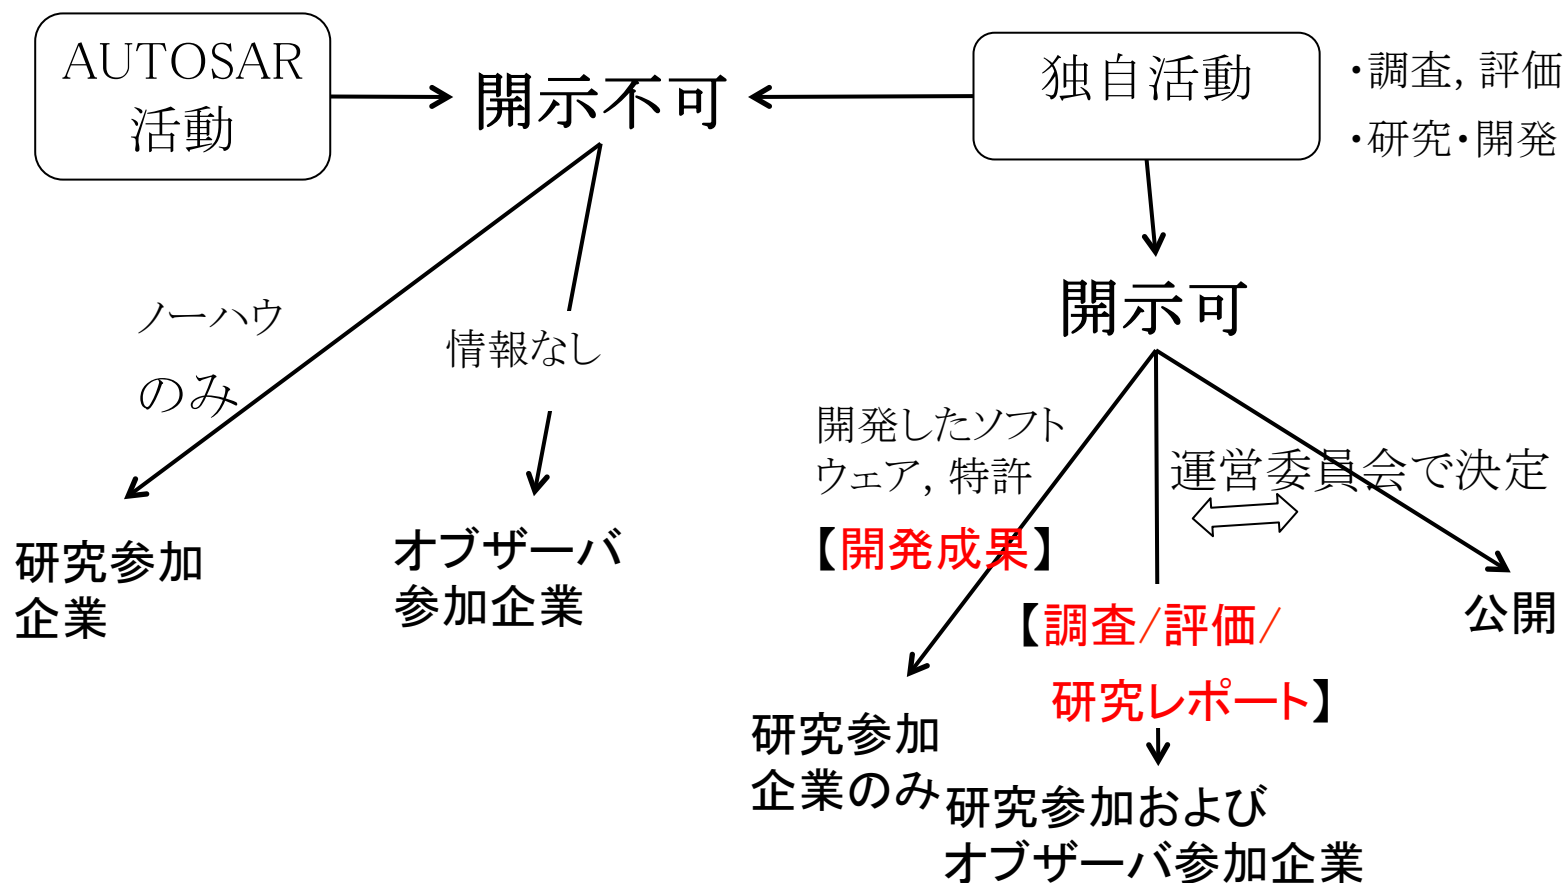 AUTOSAR
活動
開示不可
独自活動
・調査, 評価
・研究・開発
開示可
ノーハウ
のみ
情報なし
研究参加
企業
オブザーバ
参加企業
開発したソフト
ウェア, 特許
【開発成果】
運営委員会で決定
【調査/評価/
研究レポート】
公開
研究参加
企業のみ
研究参加および
オブザーバ参加企業